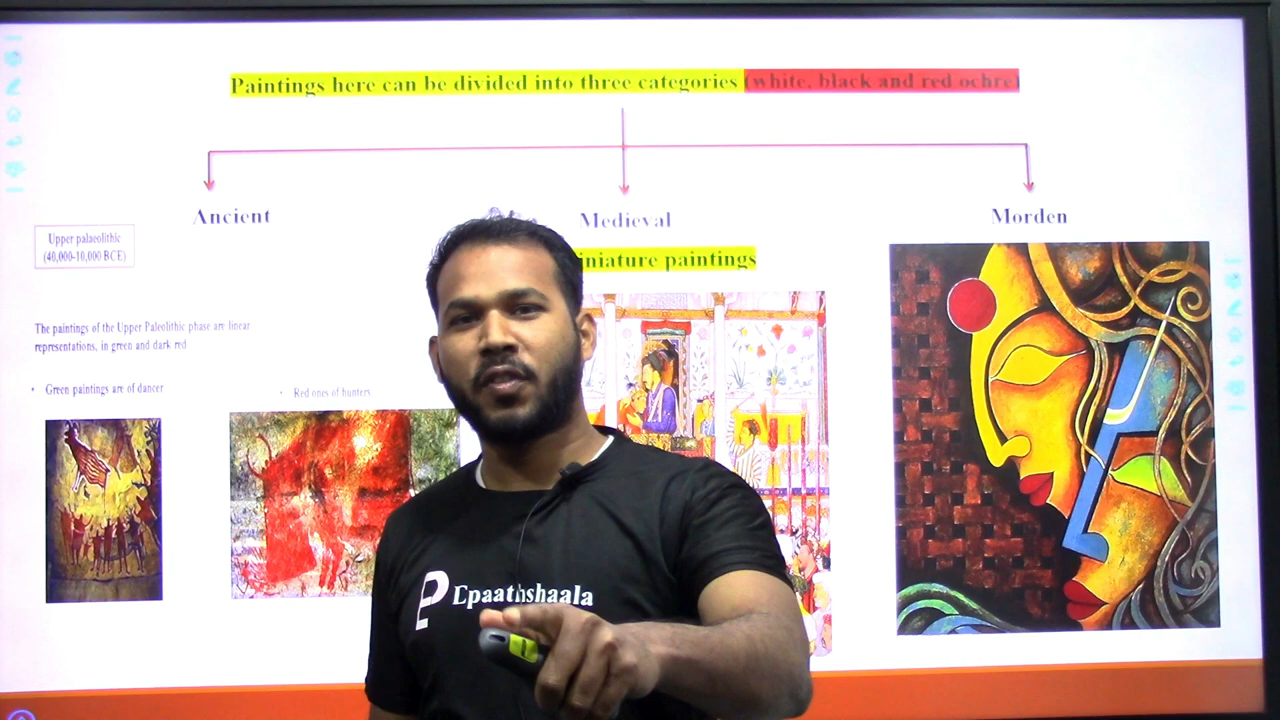 Paintings here can be divided into three categories (white, black and red ochre)
Ancient
Medieval
Morden
Upper palaeolithic
(40,000-10,000 BCE)
iniature paintings
The paintings of the Upper Paleolithic phase are linear
representations, in green and dark red
• Green paintings are of dancer
• Red ones of hunters
Epaathshaala